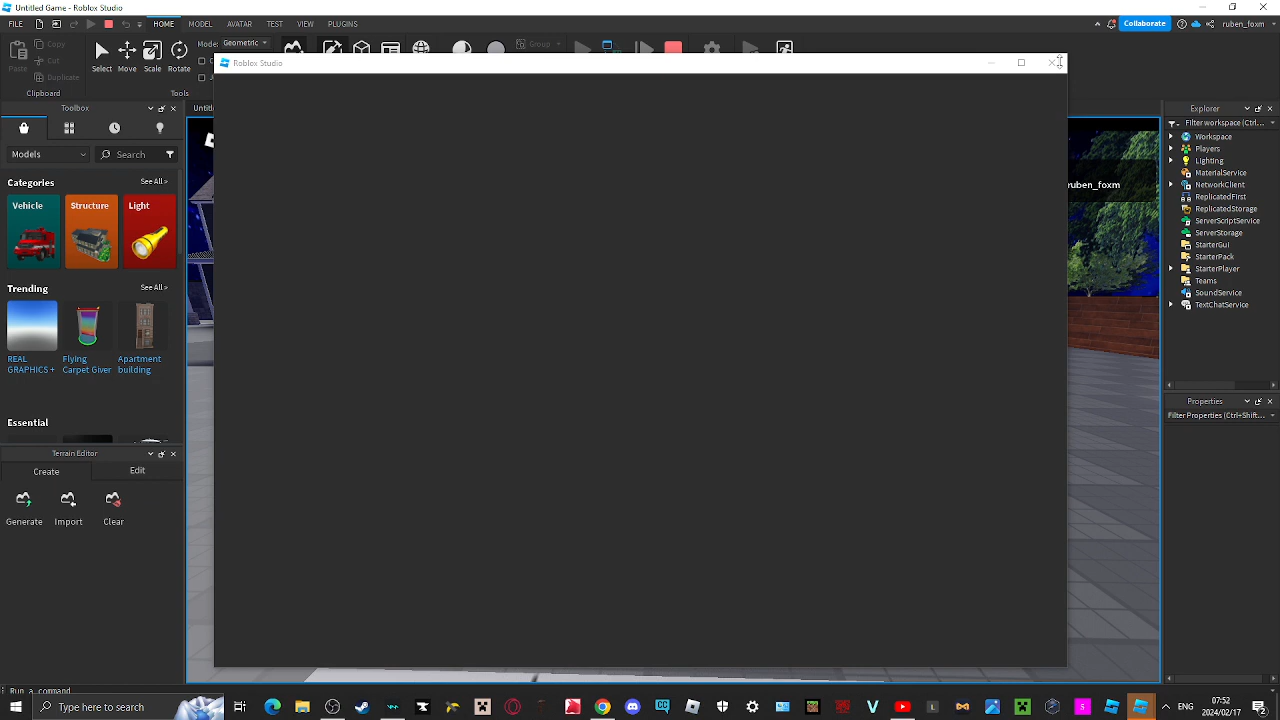 Untitled Game - Roblox Studio
FILE
HOME
MODEL
AVATAR
TEST
VIEW
PLUGINS
Collaborate
ruben_foxm
Paste
Copy
Cut
Duplicate
Clipboard
Select
Move
Scale
Rotate
Geometric
Tools
Group
Roblox Studio
Toolbox
Models
Search
Categories
See All >
Vehicle
Structure
Light
Trending
See All >
REAL GRAPHICS +
Flying Carpet Giver
Apartment building
Essential
Terrain Editor
Create
Edit
Generate
Import
Clear
ruben_foxm
Explorer
Filter workspace (Ctrl...
Workspace
Players
Lighting
MaterialService
NetworkClient
ReplicatedFirst
ReplicatedStorage
ServerScriptService
ServerStorage
StarterGui
StarterPack
StarterPlayer
Teams
SoundService
TextChatService
Properties
Filter Properties (Ctrl+Shift...
Run a command
Type here to search
07:52
2024/02/17